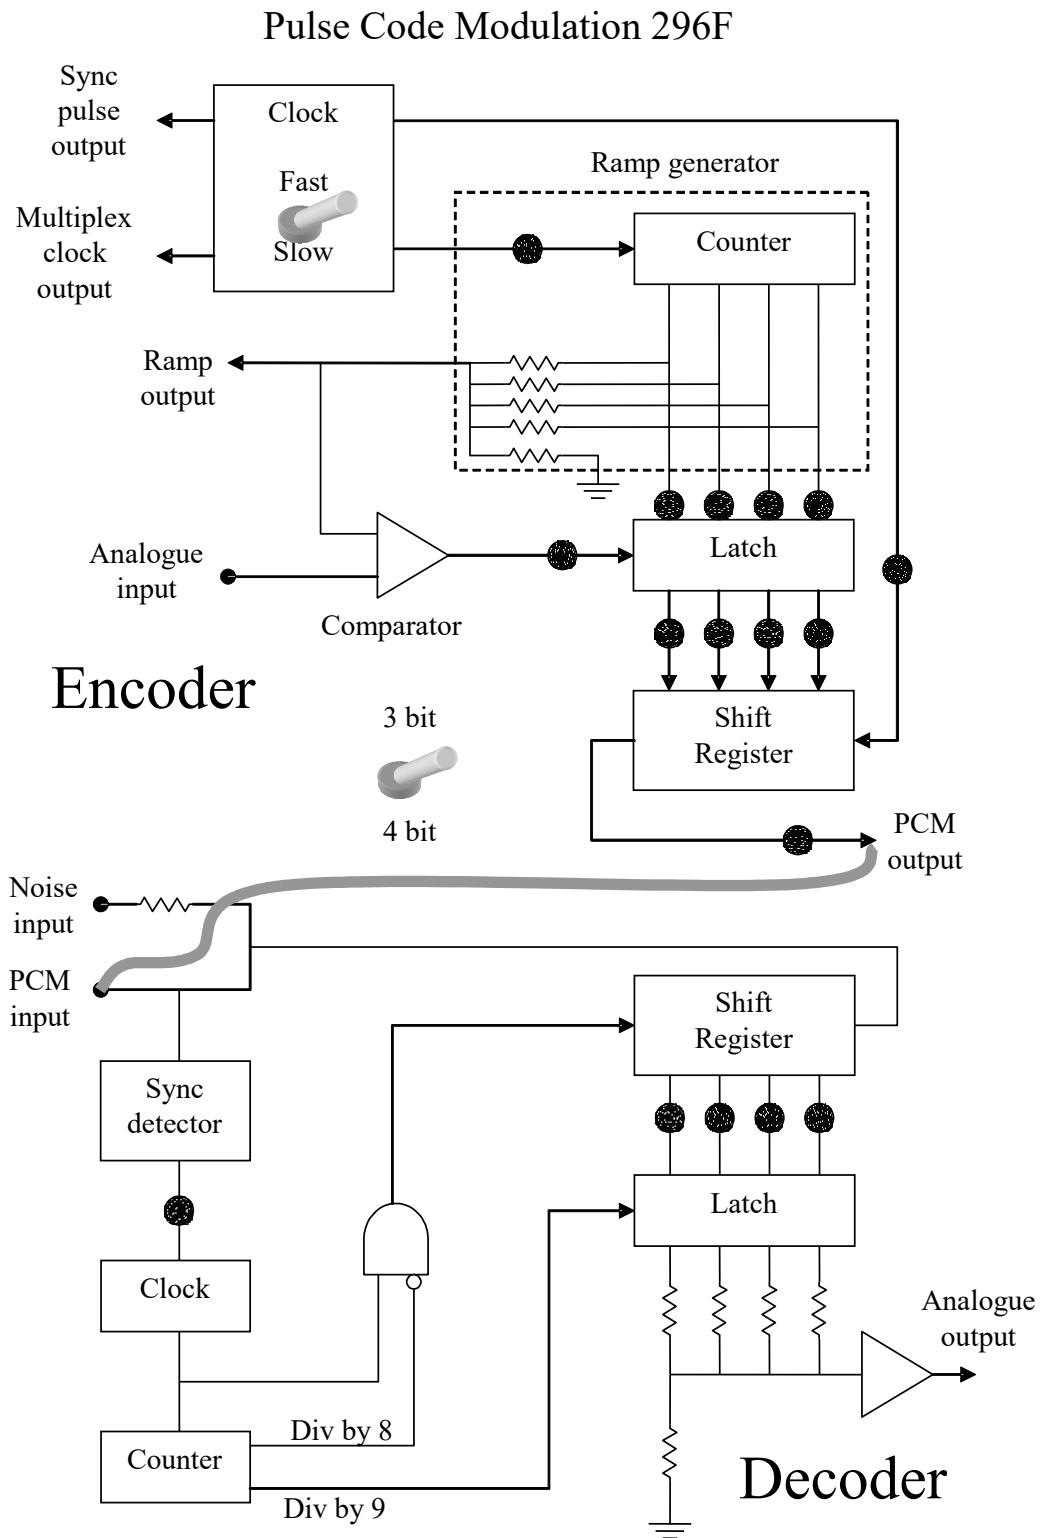 Pulse Code Modulation 296F
Sync
pulse
output
Clock
Ramp generator
Fast
Multiplex
clock
output
Slow
Counter
Ramp
output
Analogue
input
Latch
Comparator
Encoder
3 bit
Shift
Register
4 bit
PCM
output
Noise
input
PCM
input
Shift
Register
Sync
detector
Latch
Clock
Analogue
output
Div by 8
Counter
Decoder
Div by 9